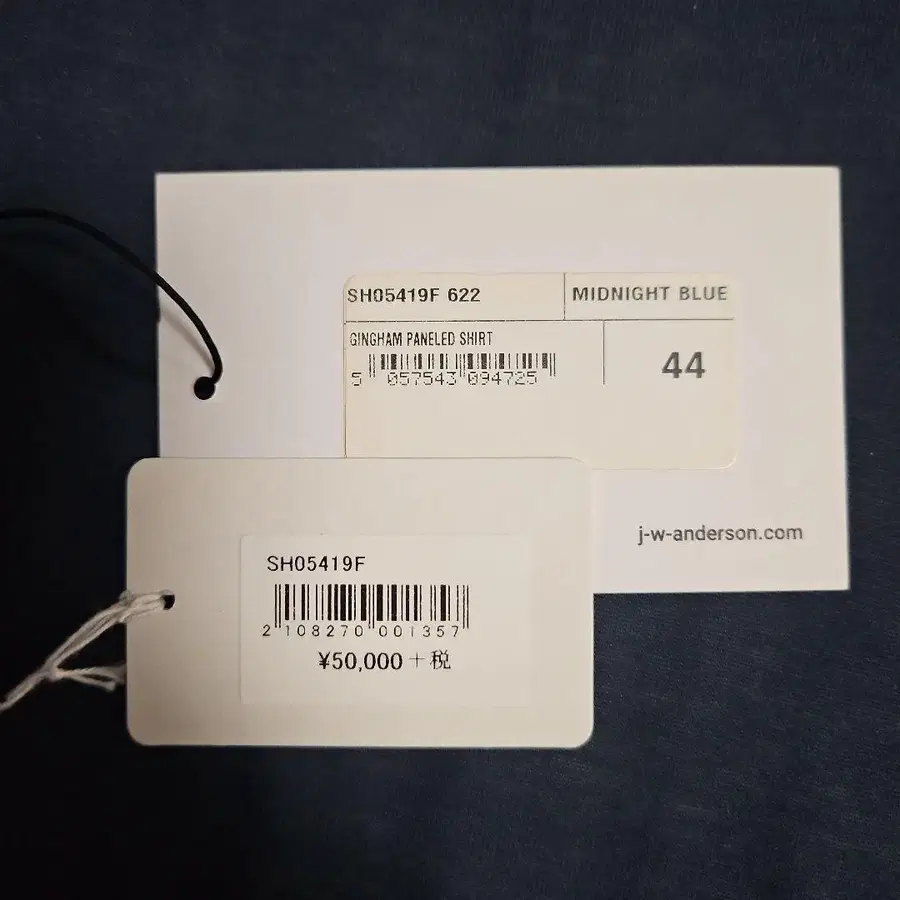 SH05419F 622
MIDNIGHT BLUE
GINGHAM PANELED SHIRT
5 057543 094725
44
j-w-anderson.com
SH05419F
2 108270 001357
¥50,000+税